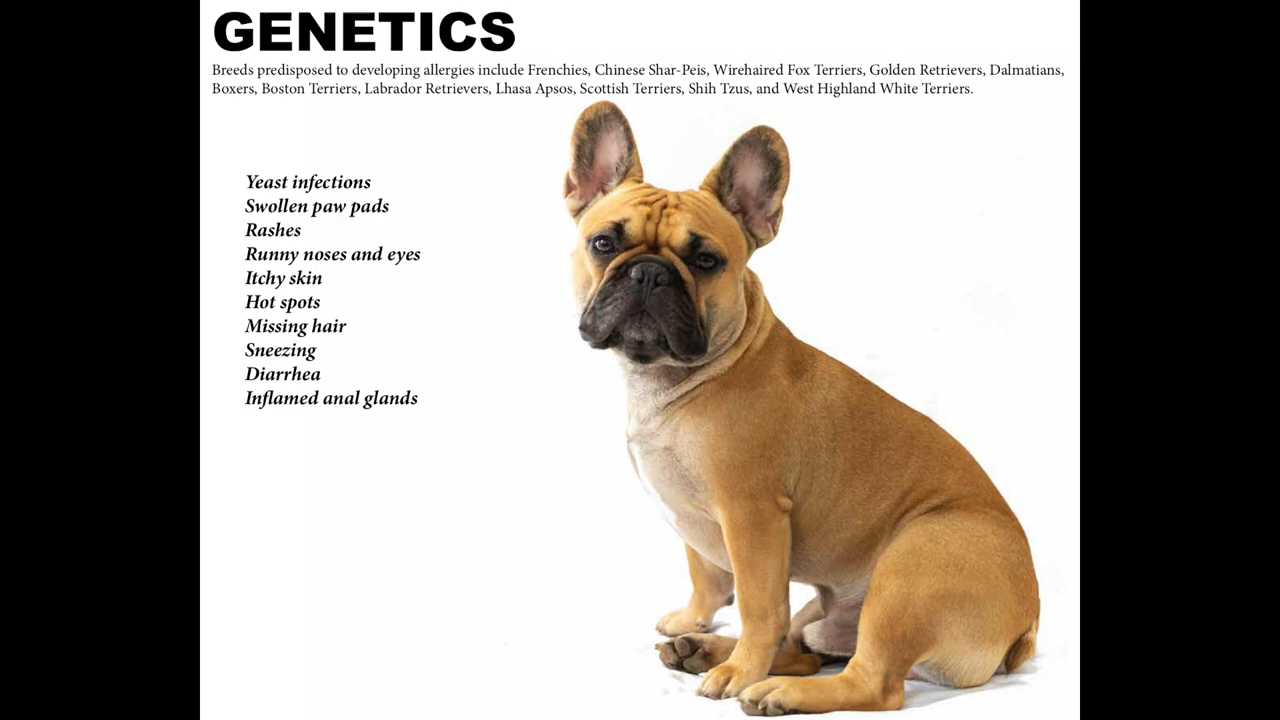 GENETICS
Breeds predisposed to developing allergies include Frenchies, Chinese Shar-Peis, Wirehaired Fox Terriers, Golden Retrievers, Dalmatians,
Boxers, Boston Terriers, Labrador Retrievers, Lhasa Apsos, Scottish Terriers, Shih Tzus, and West Highland White Terriers.
Yeast infections
Swollen paw pads
Rashes
Runny noses and eyes
Itchy skin
Hot spots
Missing hair
Sneezing
Diarrhea
Inflamed anal glands